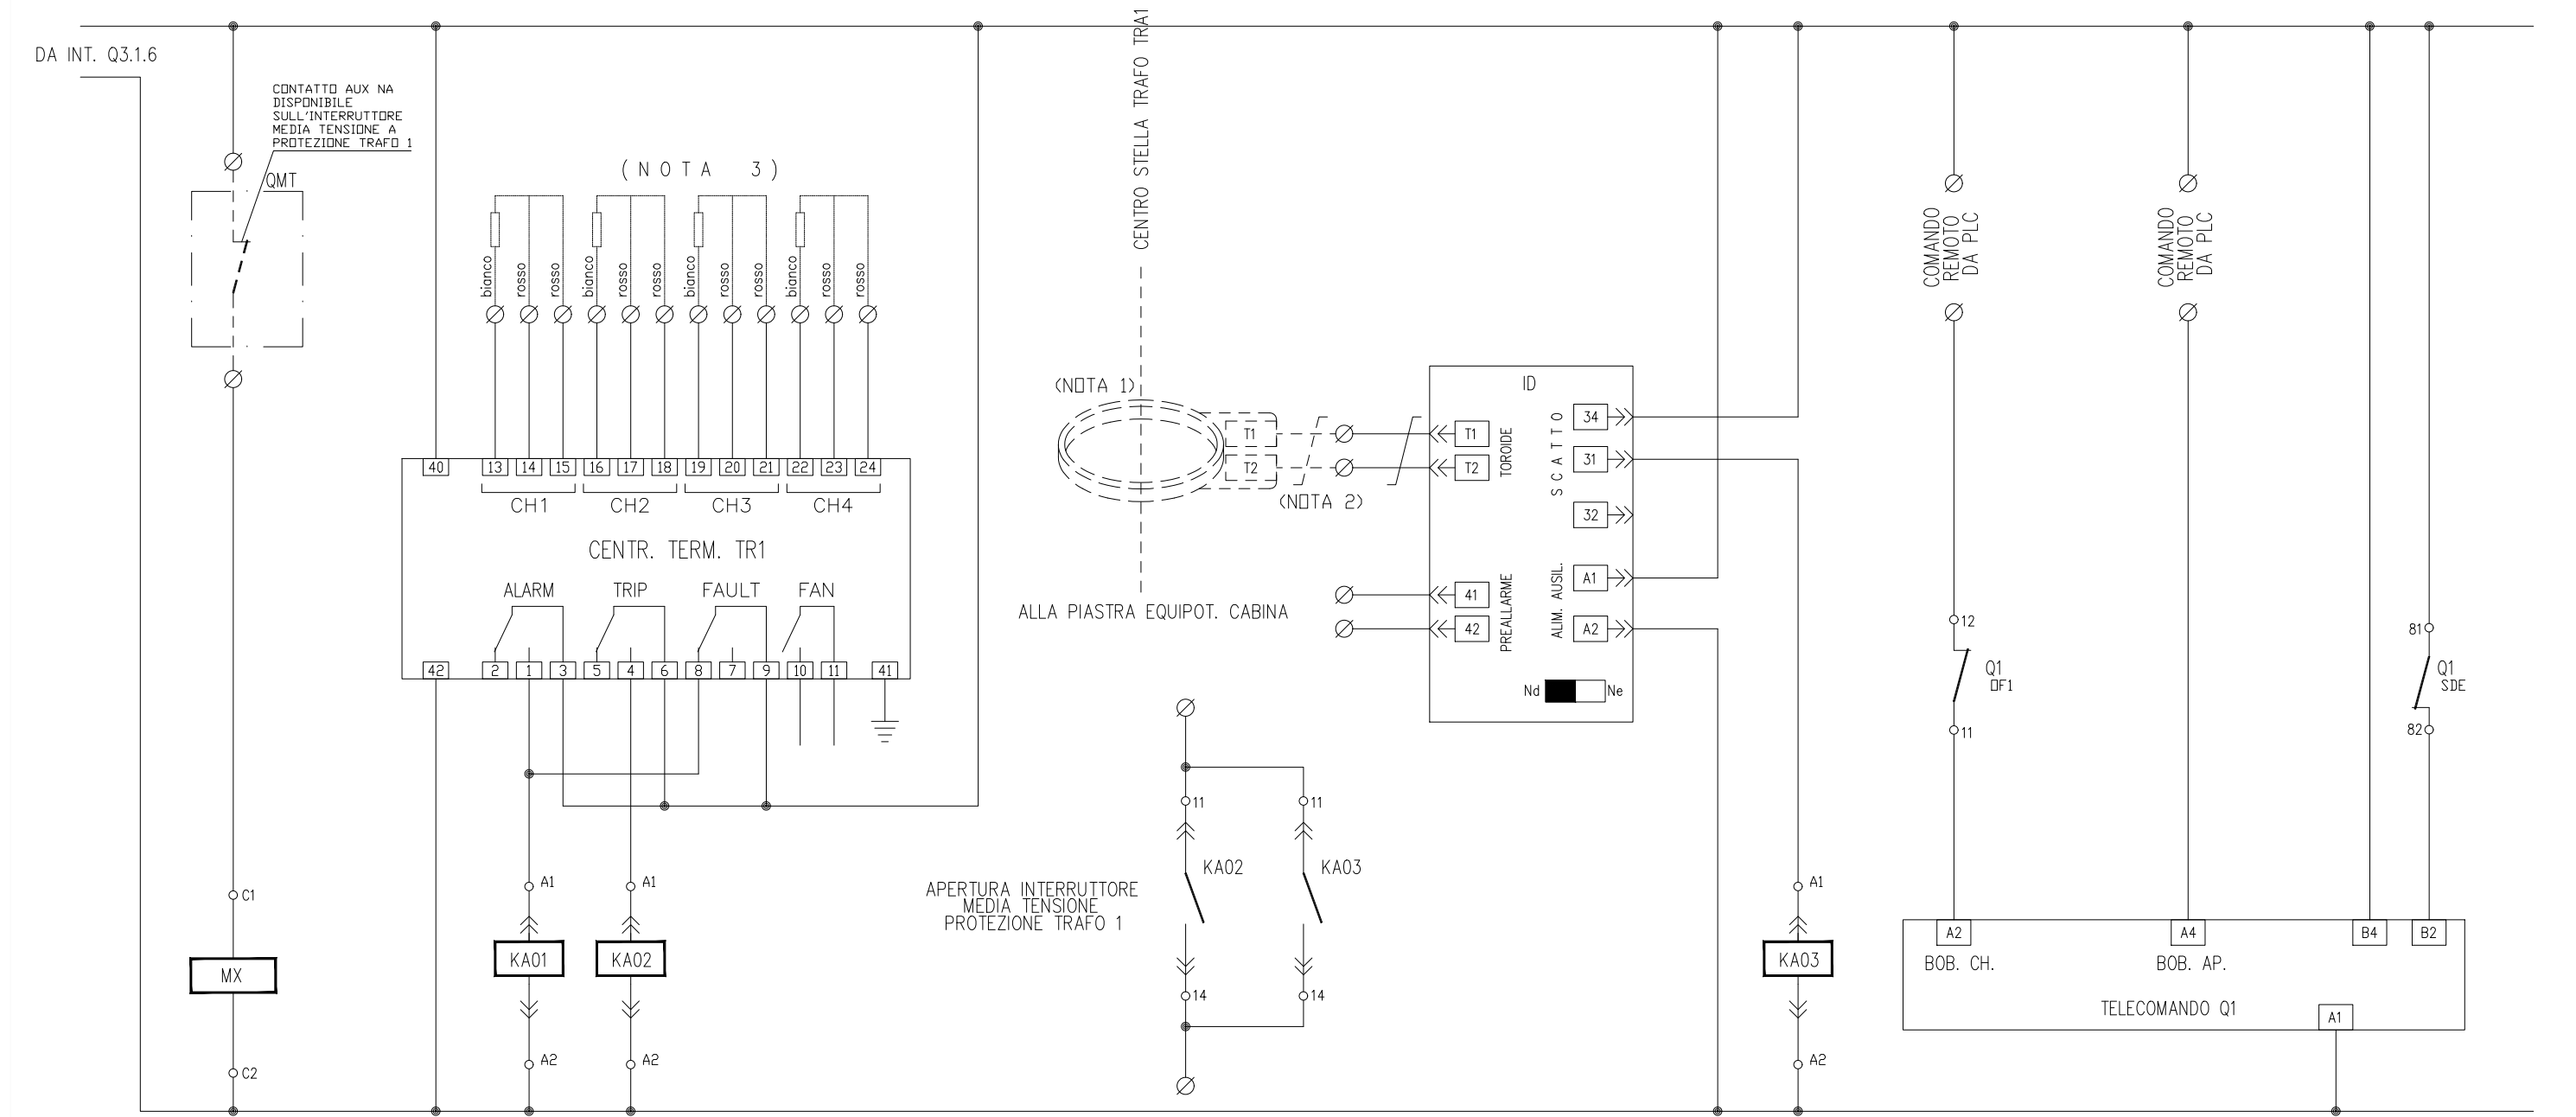 DA INT. Q3.1.6
CONTATTO AUX NA
DISPONIBILE
SULL'INTERRUTTORE
MEDIA TENSIONE A
PROTEZIONE TRAFO 1
QMT
C1
MX
C2
(NOTA 3)
bianco
rosso
rosso
bianco
rosso
rosso
bianco
rosso
rosso
bianco
rosso
rosso
40
13
14
15
16
17
18
19
20
21
22
23
24
CH1
CH2
CH3
CH4
CENTR. TERM. TR1
ALARM
TRIP
FAULT
FAN
42
2
1
3
5
4
6
8
7
9
10
11
41
A1
A1
KA01
KA02
A2
A2
CENTRO STELLA TRAFO TRA1
(NOTA 1)
T1
T2
(NOTA 2)
ALLA PIASTRA EQUIPOT. CABINA
ID
T1
T2
TOROIDE
SCATTO
34
31
32
41
42
PREALLARME
ALIM. AUSIL.
A1
A2
Nd
Ne
11
11
KA02
KA03
APERTURA INTERRUTTORE
MEDIA TENSIONE
PROTEZIONE TRAFO 1
14
14
A1
KA03
A2
COMANDO
REMOTO
DA PLC
COMANDO
REMOTO
DA PLC
12
Q1
OF1
11
81
Q1
SDE
82
A2
A4
B4
B2
BOB. CH.
BOB. AP.
TELECOMANDO Q1
A1